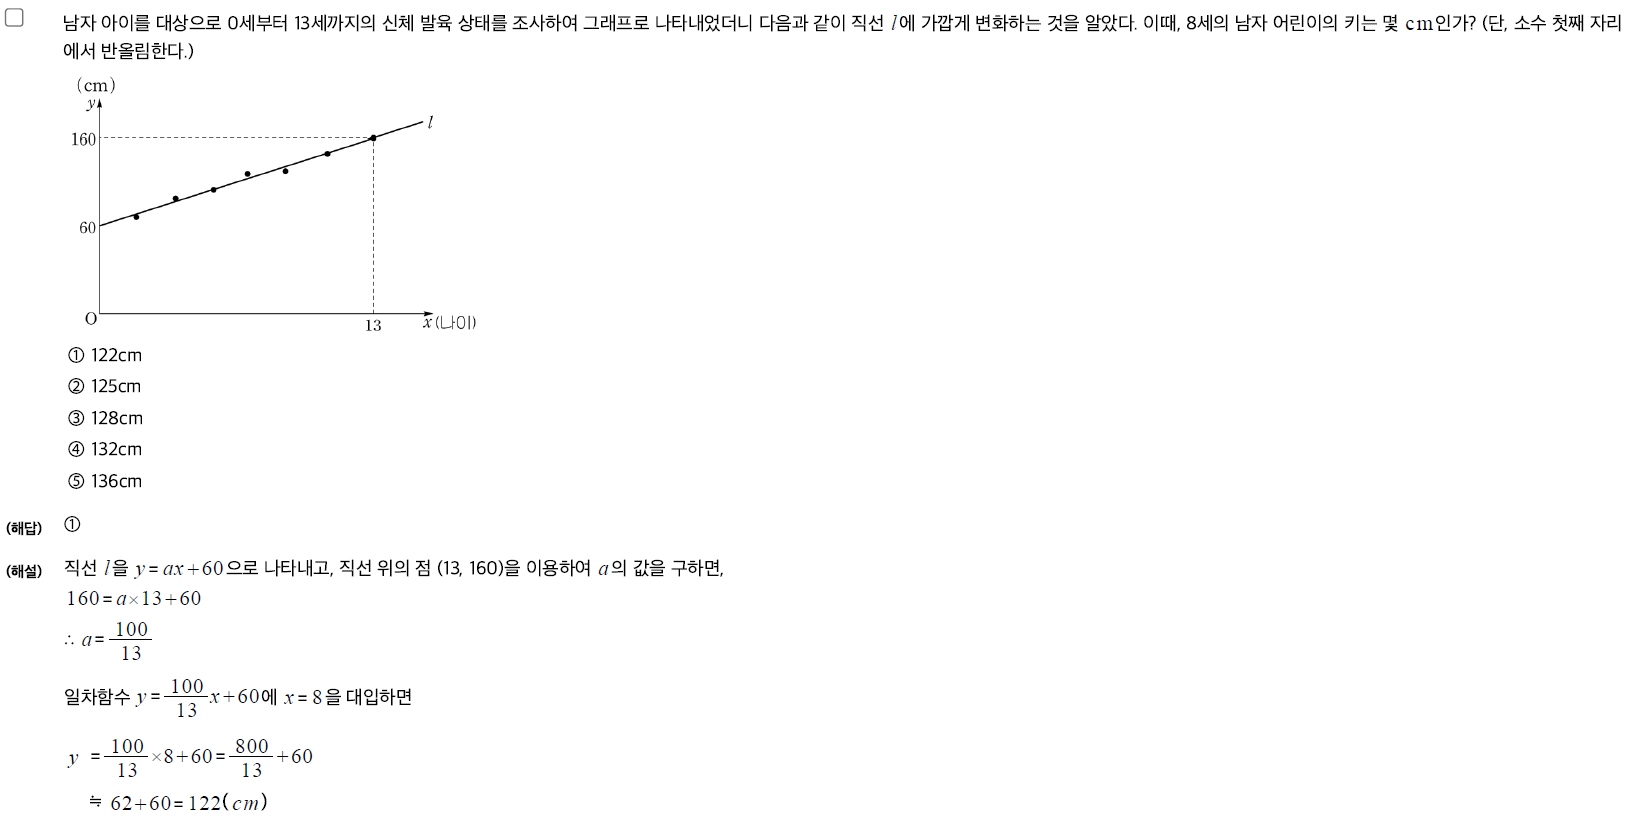 남자 아이를 대상으로 0세부터 13세까지의 신체 발육 상태를 조사하여 그래프로 나타내었더니 다음과 같이 직선 l에 가깝게 변화하는 것을 알았다. 이때, 8세의 남자 어린이의 키는 몇 cm인가? (단, 소수 첫째 자리
에서 반올림한다.)
(cm)
y
l
160
60
O
13
x(나이)
① 122cm
② 125cm
③ 128cm
④ 132cm
⑤ 136cm
(해답) ①
(해설) 직선 l을 y=ax+60으로 나타내고, 직선 위의 점 (13, 160)을 이용하여 a의 값을 구하면,
160=a×13+60
∴ a=100/13
일차함수 y=100/13x+60에 x=8을 대입하면
y =100/13×8+60=800/13+60
≒ 62+60=122(cm)